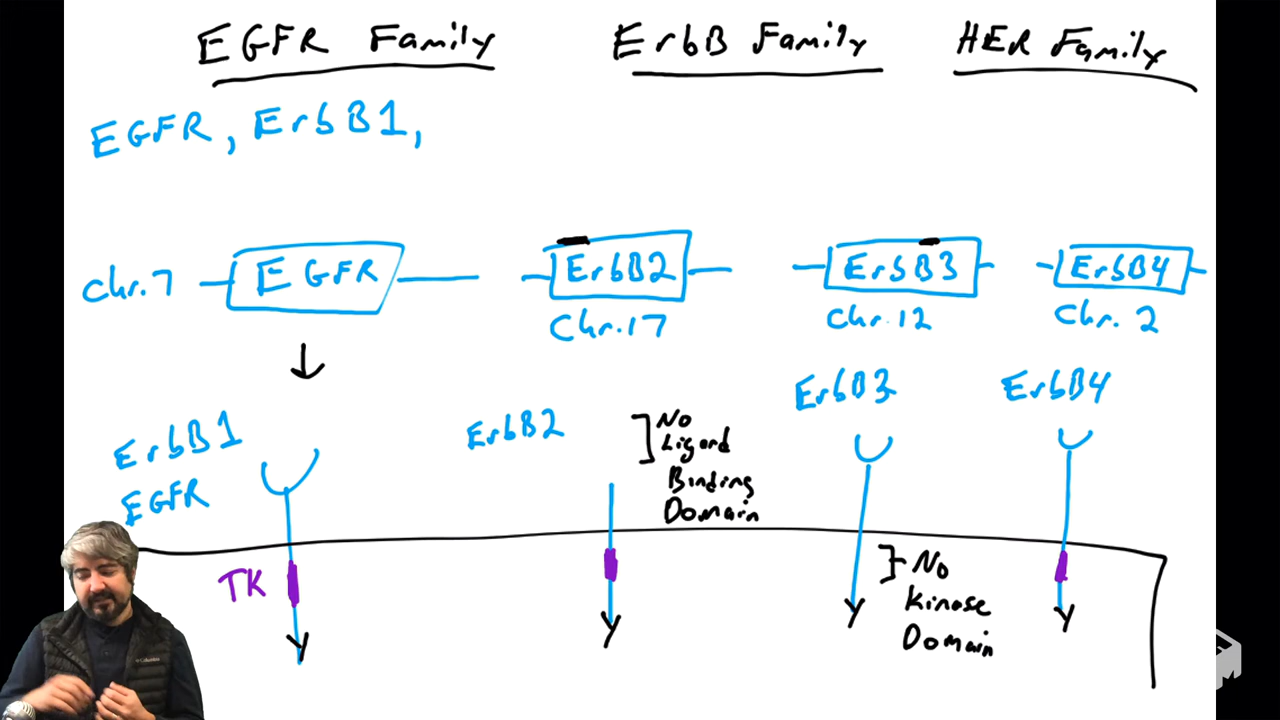 EGFR Family ErbB Family HER Family
EGFR, ErbB1,
Chr.7 EGFR ErbB2 ErbB3 ErbB4
Chr.17 Chr.12 Chr. 2
ErbB1
EGFR
ErbB2
No
Ligand
Binding
Domain
ErbB3
ErbB4
TK
Y Y Y Y
No
Kinase
Domain